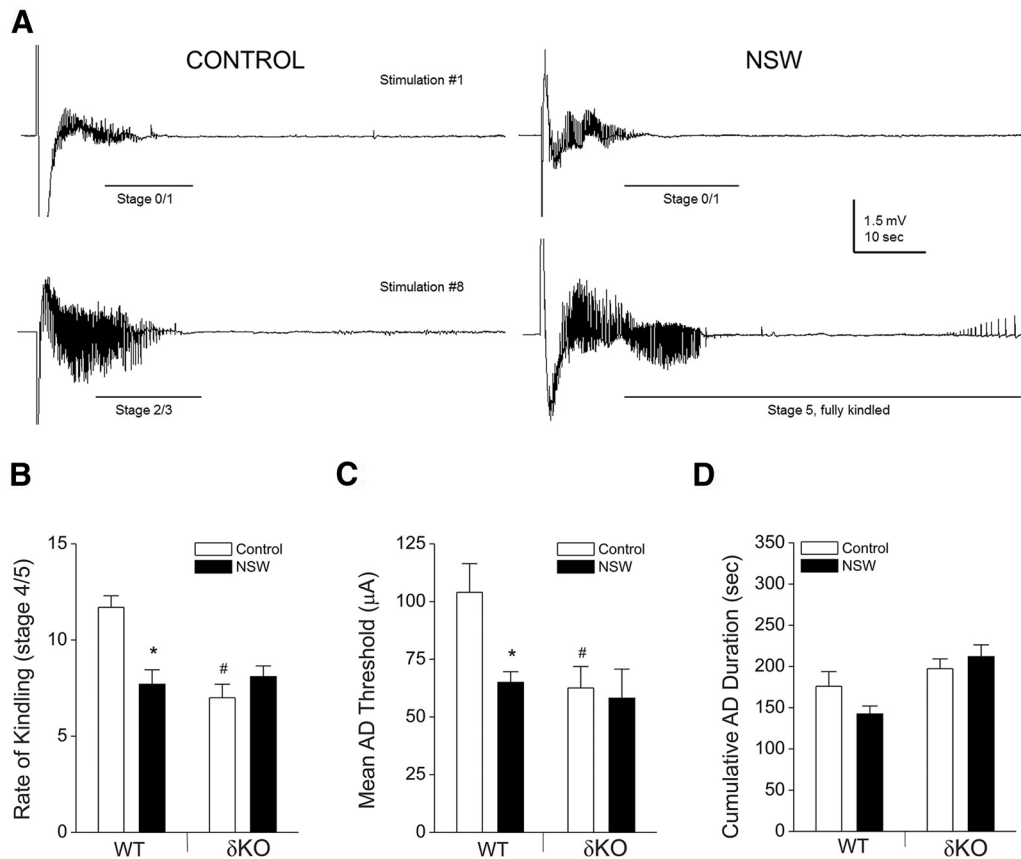 A
CONTROL
NSW
Stimulation #1
Stage 0/1
Stage 0/1
1.5 mV
10 sec
Stimulation #8
Stage 2/3
Stage 5, fully kindled
B
Rate of Kindling (stage 4/5)
15
10
5
0
Control
NSW
*
#
WT
δKO
C
Mean AD Threshold (µA)
125
100
75
50
25
0
Control
NSW
*
#
WT
δKO
D
Cumulative AD Duration (sec)
350
300
250
200
150
100
50
0
Control
NSW
WT
δKO